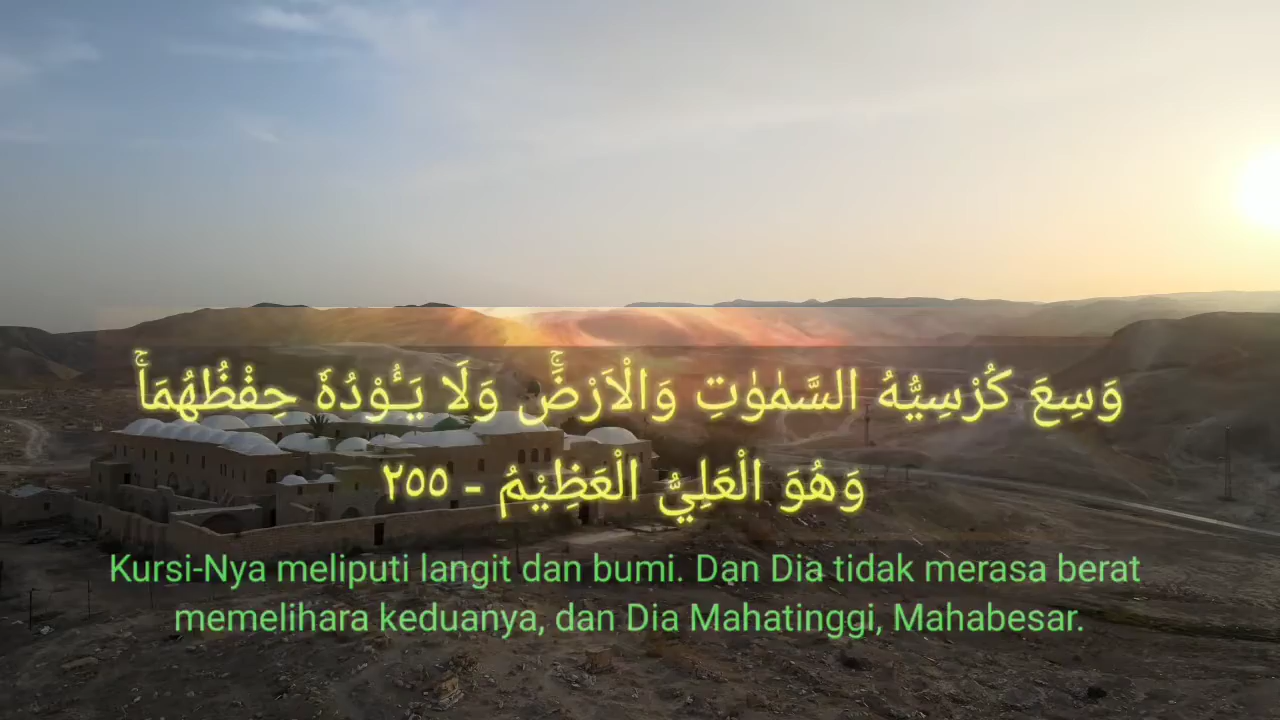 وَسِعَ كُرْسِيُّهُ السَّمٰوٰتِ وَالْاَرْضَۚ وَلَا يَـُٔوْدُهٗ حِفْظُهُمَاۚ
وَهُوَ الْعَلِيُّ الْعَظِيْمُ - ٢٥٥
Kursi-Nya meliputi langit dan bumi. Dan Dia tidak merasa berat
memelihara keduanya, dan Dia Mahatinggi, Mahabesar.